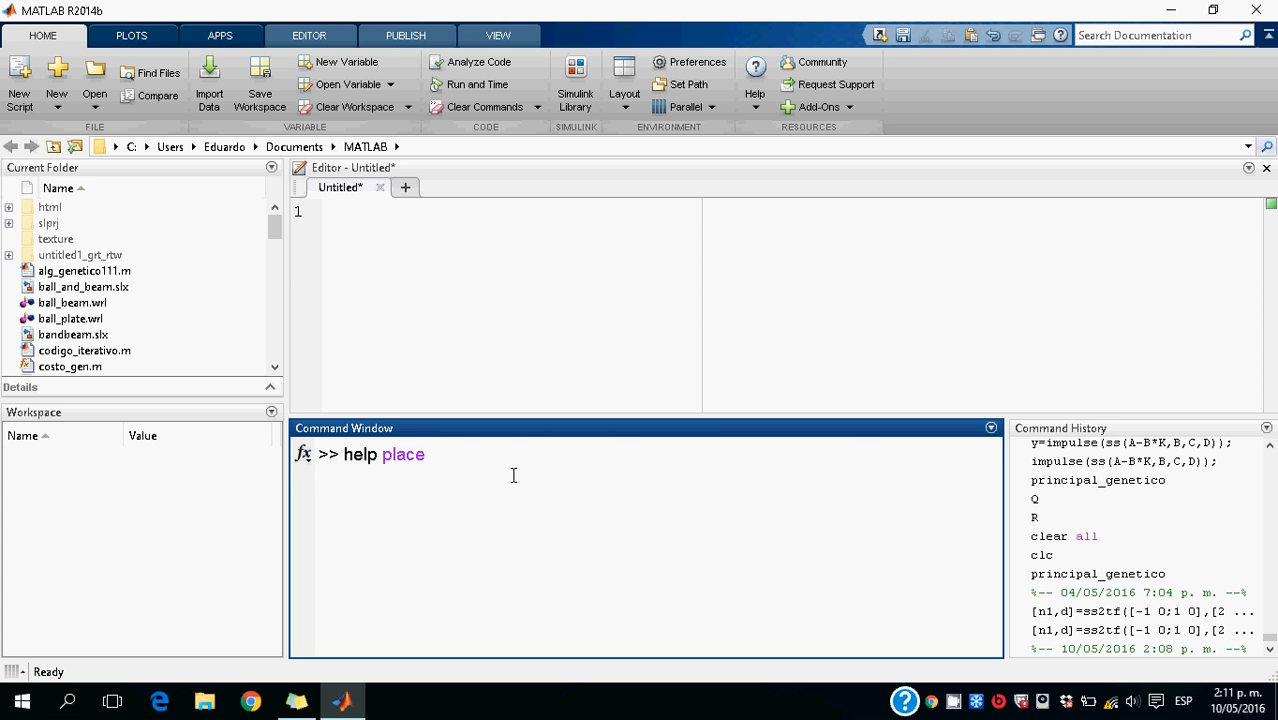 MATLAB R2014b
HOME PLOTS APPS EDITOR PUBLISH VIEW
Search Documentation
New Script
New
Open
Find Files
Compare
Import Data
Save Workspace
New Variable
Open Variable
Clear Workspace
Analyze Code
Run and Time
Clear Commands
Simulink Library
Layout
Preferences
Set Path
Parallel
Help
Community
Request Support
Add-Ons
FILE VARIABLE CODE SIMULINK ENVIRONMENT RESOURCES
C: Users Eduardo Documents MATLAB
Current Folder
Name
html
slprj
texture
untitled1_grt_rtw
alg_genetico111.m
ball_and_beam.slx
ball_beam.wrl
ball_plate.wrl
bandbeam.slx
codigo_iterativo.m
costo_gen.m
Details
Workspace
Name Value
Editor - Untitled*
Untitled*
1
Command Window
fx >> help place
Command History
y=impulse(ss(A-B*K,B,C,D));
impulse(ss(A-B*K,B,C,D));
principal_genetico
Q
R
clear all
clc
principal_genetico
%-- 04/05/2016 7:04 p. m. --%
[n1,d]=ss2tf([-1 0;1 0],[2 ...
[n1,d]=ss2tf([-1 0;1 0],[2 ...
%-- 10/05/2016 2:08 p. m. --%
Ready
ESP
2:11 p. m.
10/05/2016